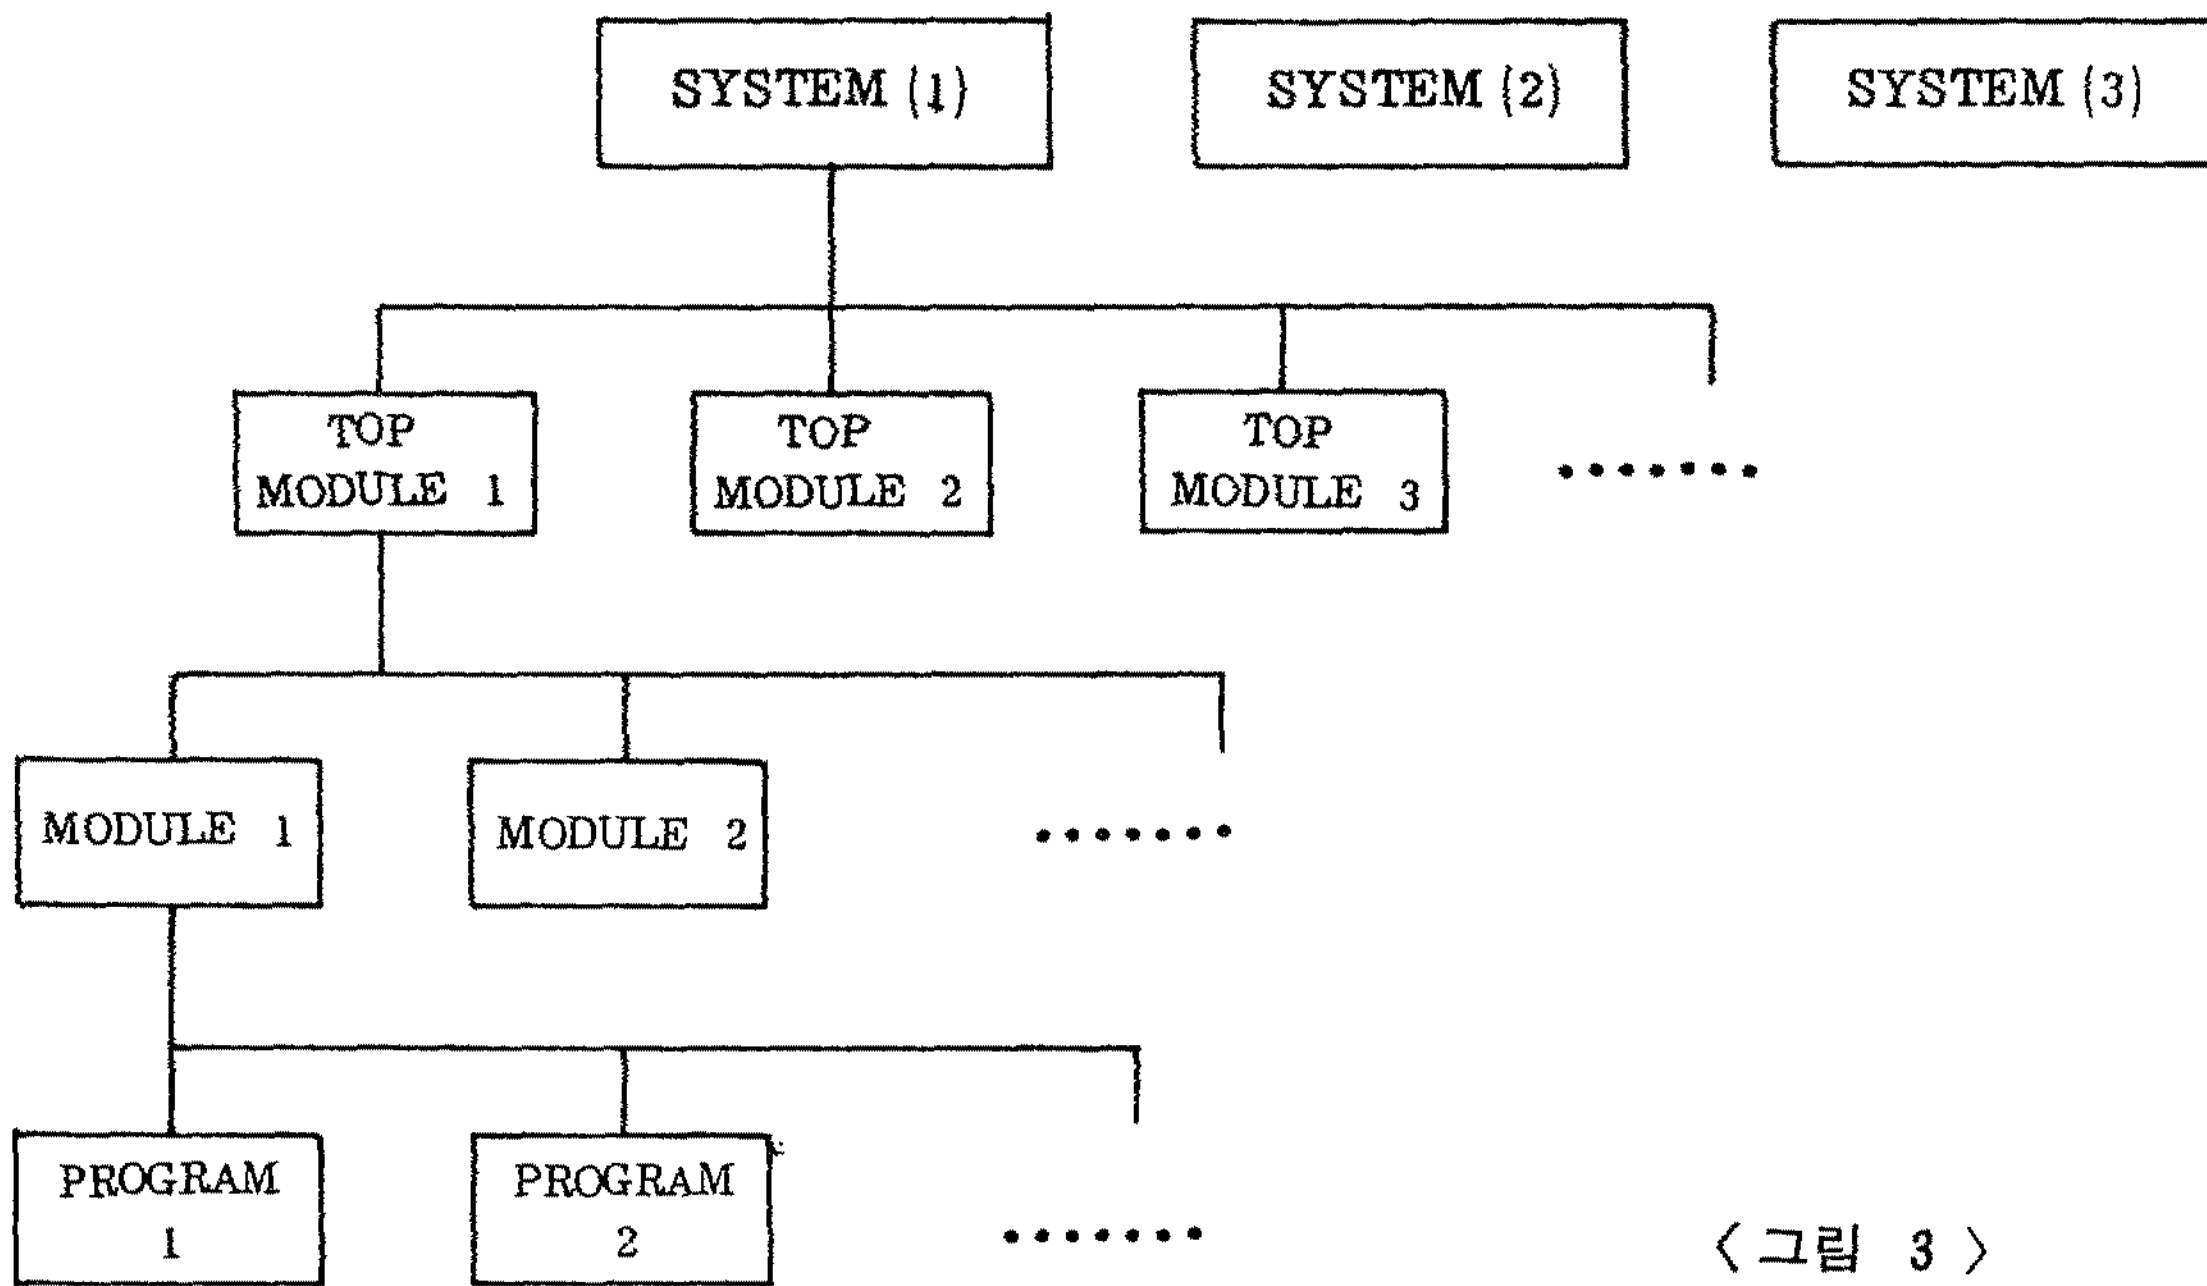 SYSTEM (1)
SYSTEM (2)
SYSTEM (3)
TOP
MODULE 1
TOP
MODULE 2
TOP
MODULE 3
.......
MODULE 1
MODULE 2
.......
PROGRAM
1
PROGRAM
2
.......
〈 그림 3 〉